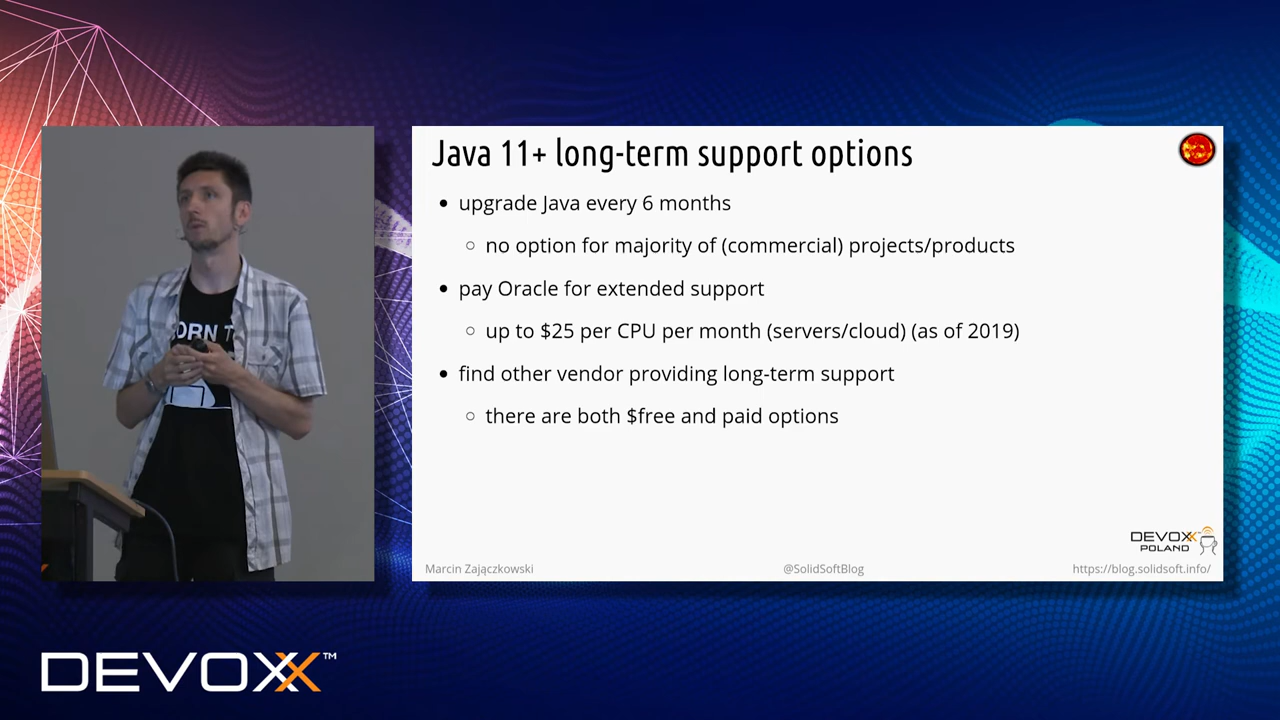 Java 11+ long-term support options
• upgrade Java every 6 months
○ no option for majority of (commercial) projects/products
• pay Oracle for extended support
○ up to $25 per CPU per month (servers/cloud) (as of 2019)
• find other vendor providing long-term support
○ there are both $free and paid options
DEVOXX™
POLAND
Marcin Zajączkowski
@SolidSoftBlog
https://blog.solidsoft.info/
ORN T
DEVOXX™